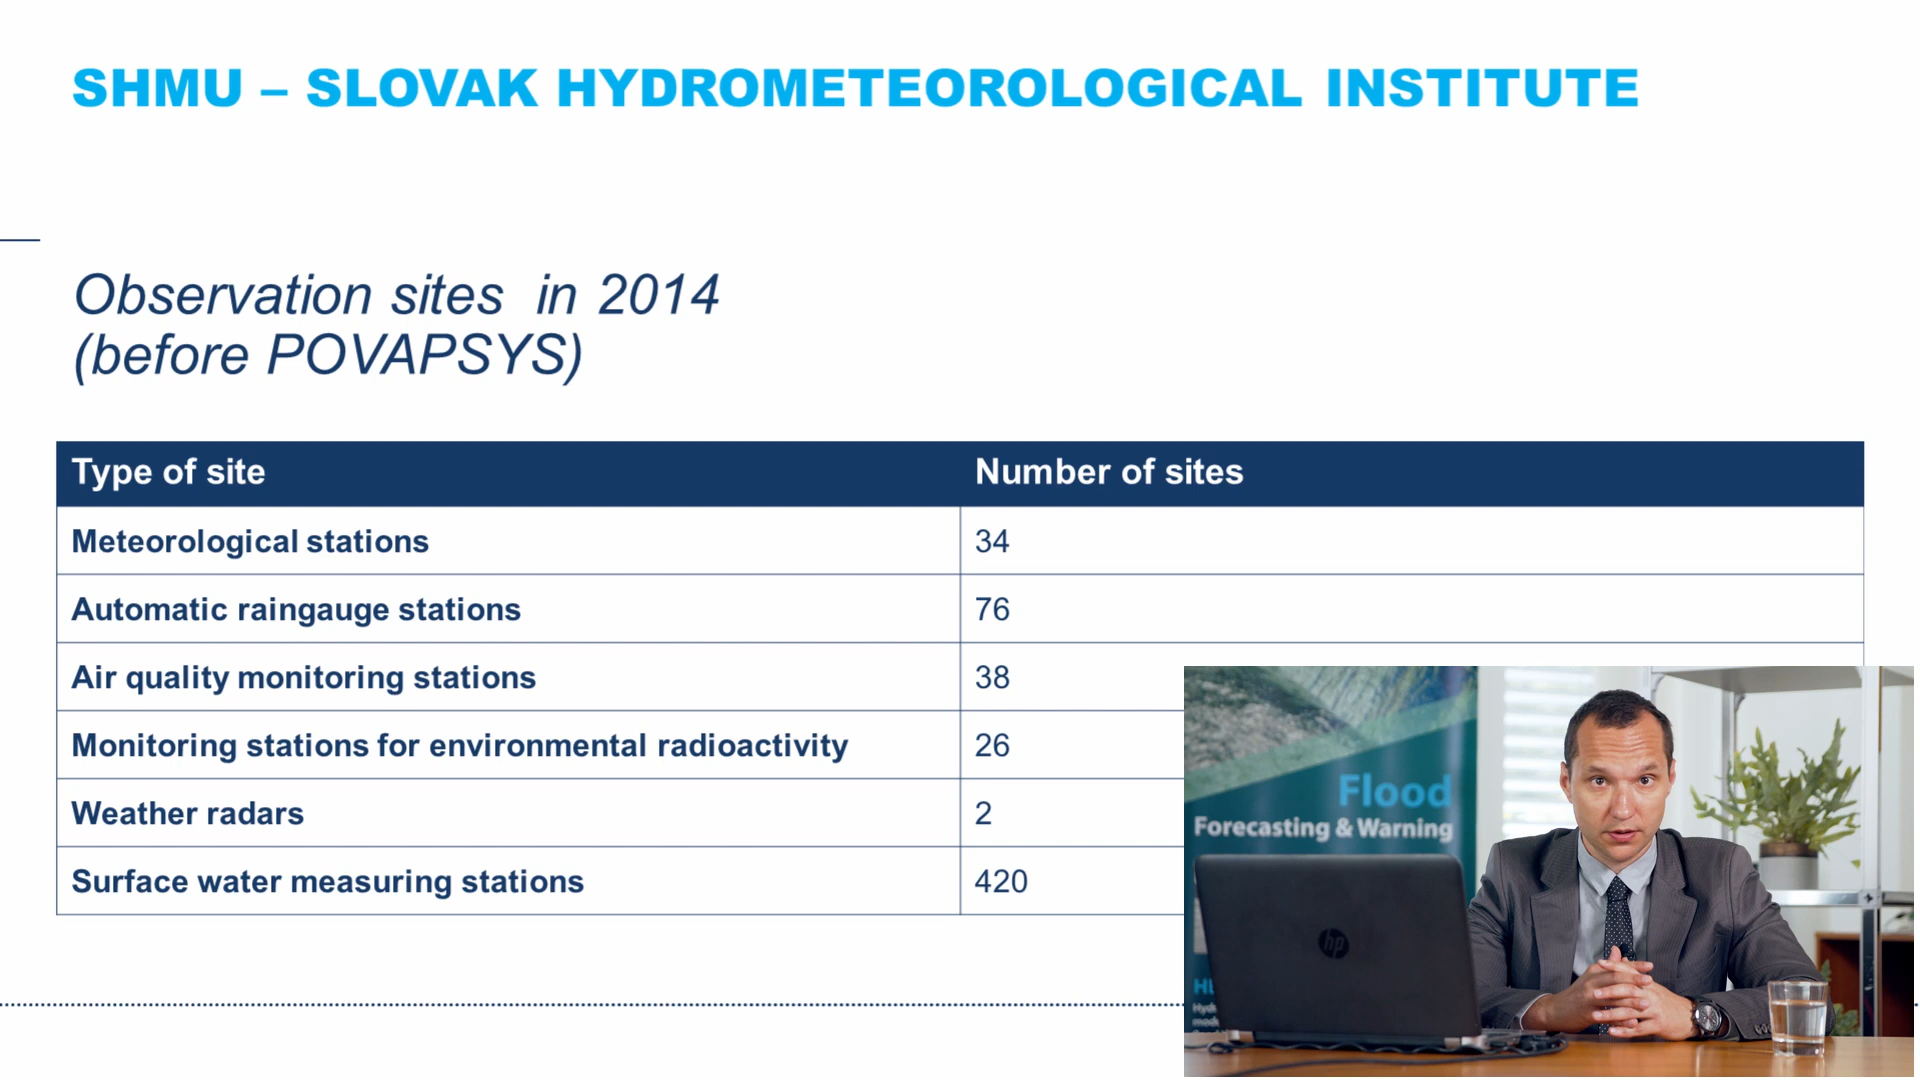 SHMU – SLOVAK HYDROMETEOROLOGICAL INSTITUTE
Observation sites in 2014
(before POVAPSYS)
Type of site Number of sites
Meteorological stations 34
Automatic raingauge stations 76
Air quality monitoring stations 38
Monitoring stations for environmental radioactivity 26
Weather radars 2
Surface water measuring stations 420
Flood
Forecasting & Warning
hp